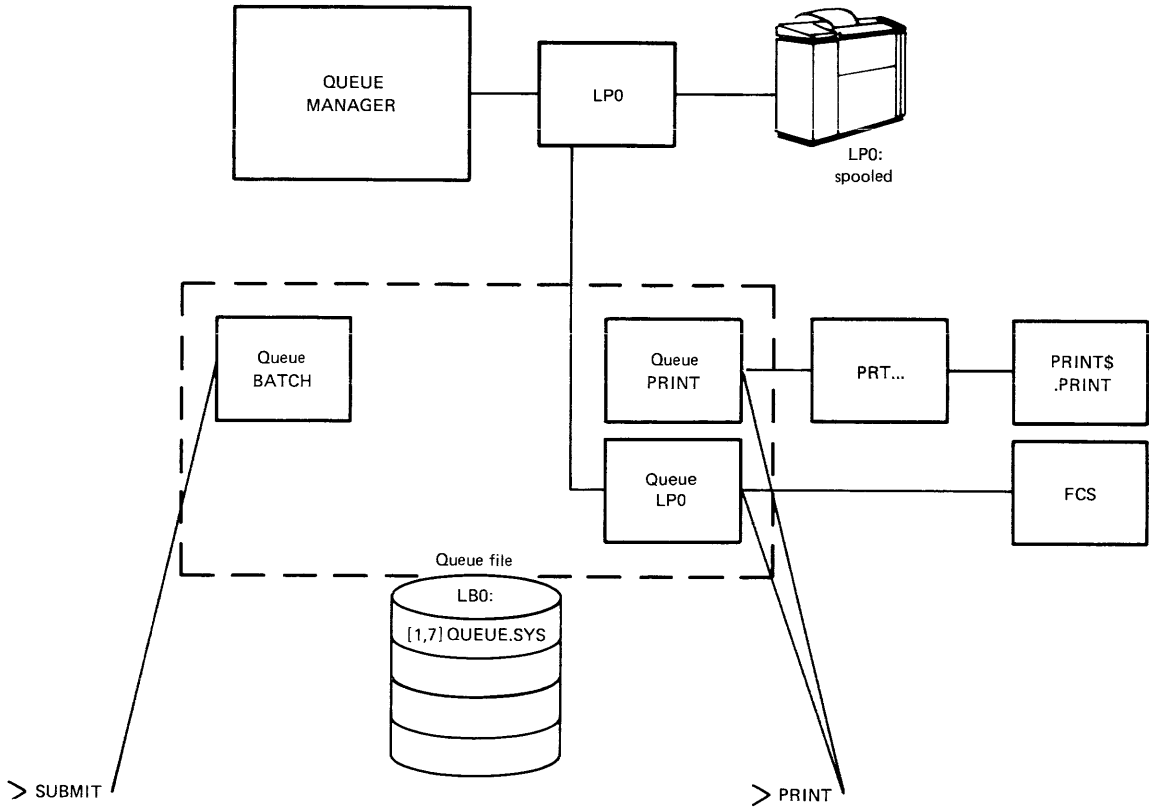 QUEUE
MANAGER
LP0
LP0:
spooled
Queue
BATCH
Queue
PRINT
PRT...
PRINT$
.PRINT
Queue
LP0
FCS
Queue file
LB0:
[1,7] QUEUE.SYS
> SUBMIT
> PRINT